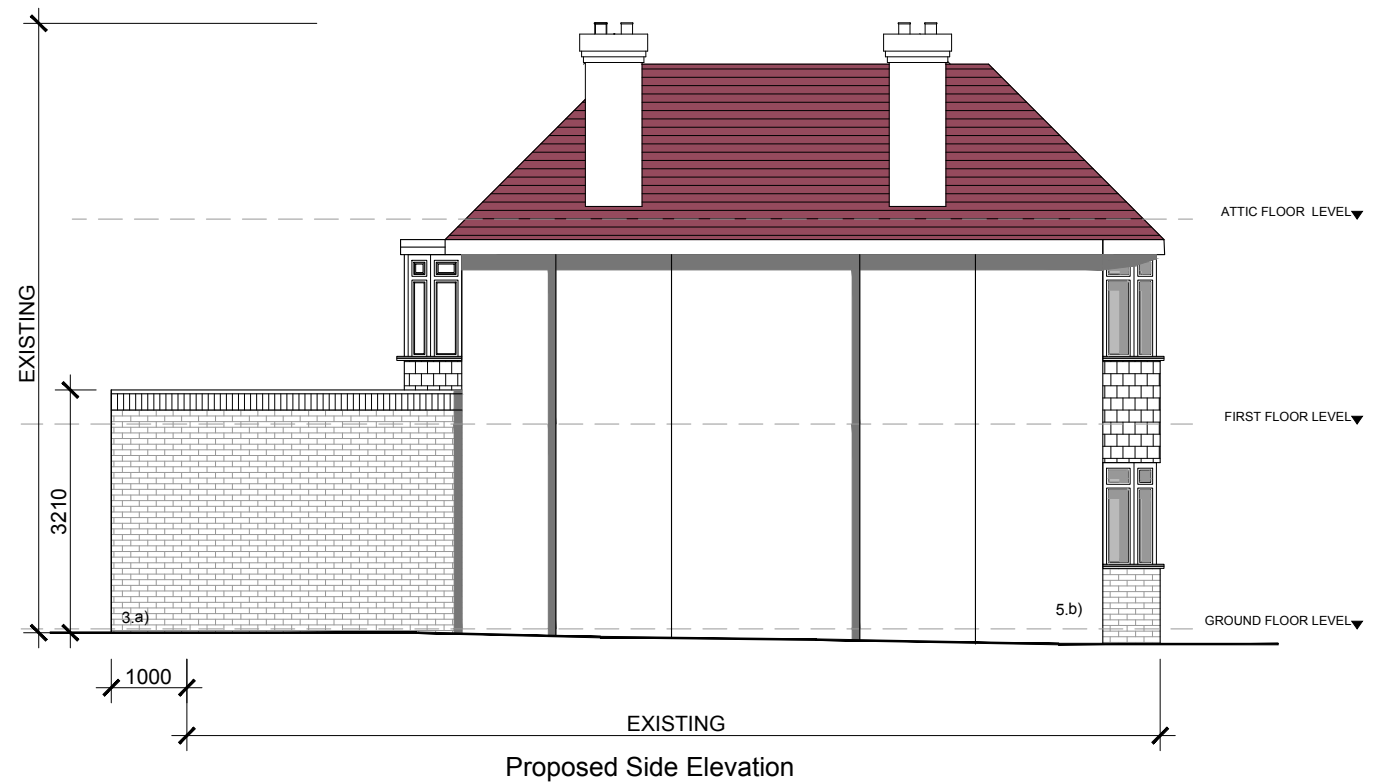 ATTIC FLOOR LEVEL
EXISTING
FIRST FLOOR LEVEL
3210
3.a)
5.b)
GROUND FLOOR LEVEL
1000
EXISTING
Proposed Side Elevation